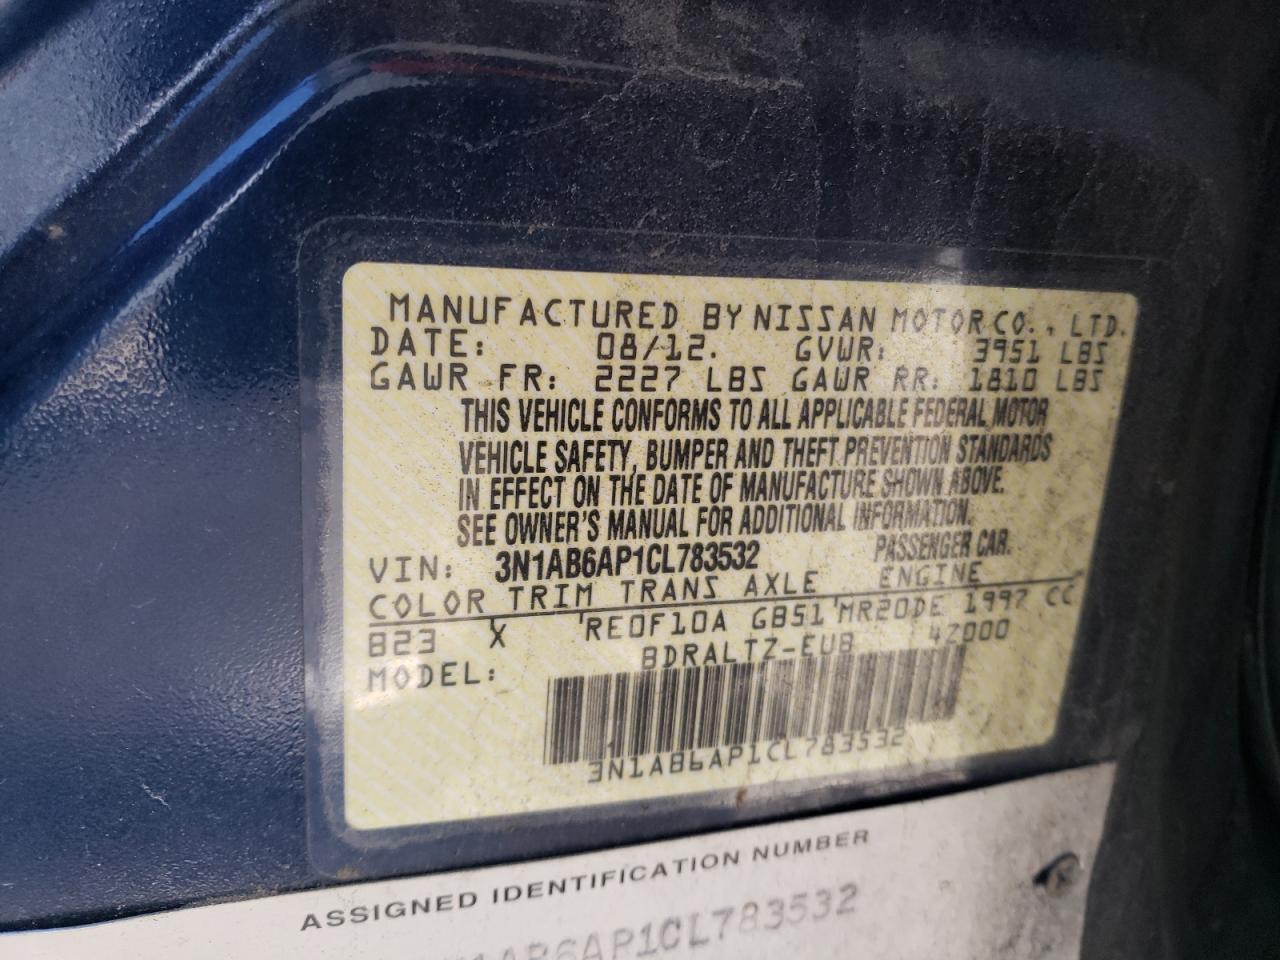 MANUFACTURED BY NISSAN MOTOR CO., LTD.
DATE: 08/12. GVWR: 3951 LBS
GAWR FR: 2227 LBS GAWR RR: 1810 LBS
THIS VEHICLE CONFORMS TO ALL APPLICABLE FEDERAL MOTOR
VEHICLE SAFETY, BUMPER AND THEFT PREVENTION STANDARDS
IN EFFECT ON THE DATE OF MANUFACTURE SHOWN ABOVE.
SEE OWNER'S MANUAL FOR ADDITIONAL INFORMATION.
VIN: 3N1AB6AP1CL783532 PASSENGER CAR.
COLOR TRIM TRANS AXLE ENGINE
B23 X RE0F10A GB51 MR20DE 1997 CC
MODEL: BDRALTZ-EUB 4Z000
3N1AB6AP1CL783532
ASSIGNED IDENTIFICATION NUMBER
N1AB6AP1CL783532